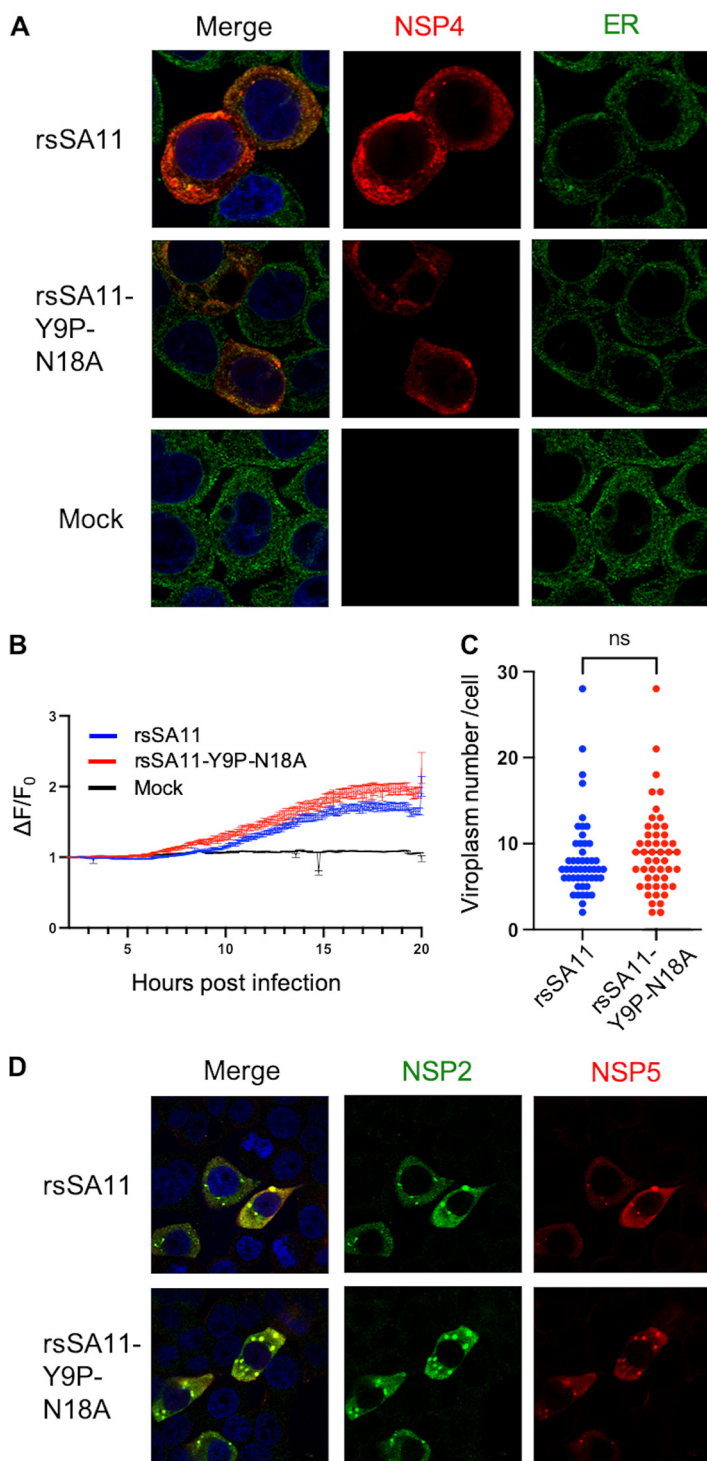 A
Merge
NSP4
ER
rsSA11
rsSA11-
Y9P-
N18A
Mock
B
3
2
1
0
ΔF/F0
rsSA11
rsSA11-Y9P-N18A
Mock
5
10
15
20
Hours post infection
C
ns
30
20
10
0
Viroplasm number /cell
rsSA11
rsSA11-
Y9P-N18A
D
Merge
NSP2
NSP5
rsSA11
rsSA11-
Y9P-
N18A